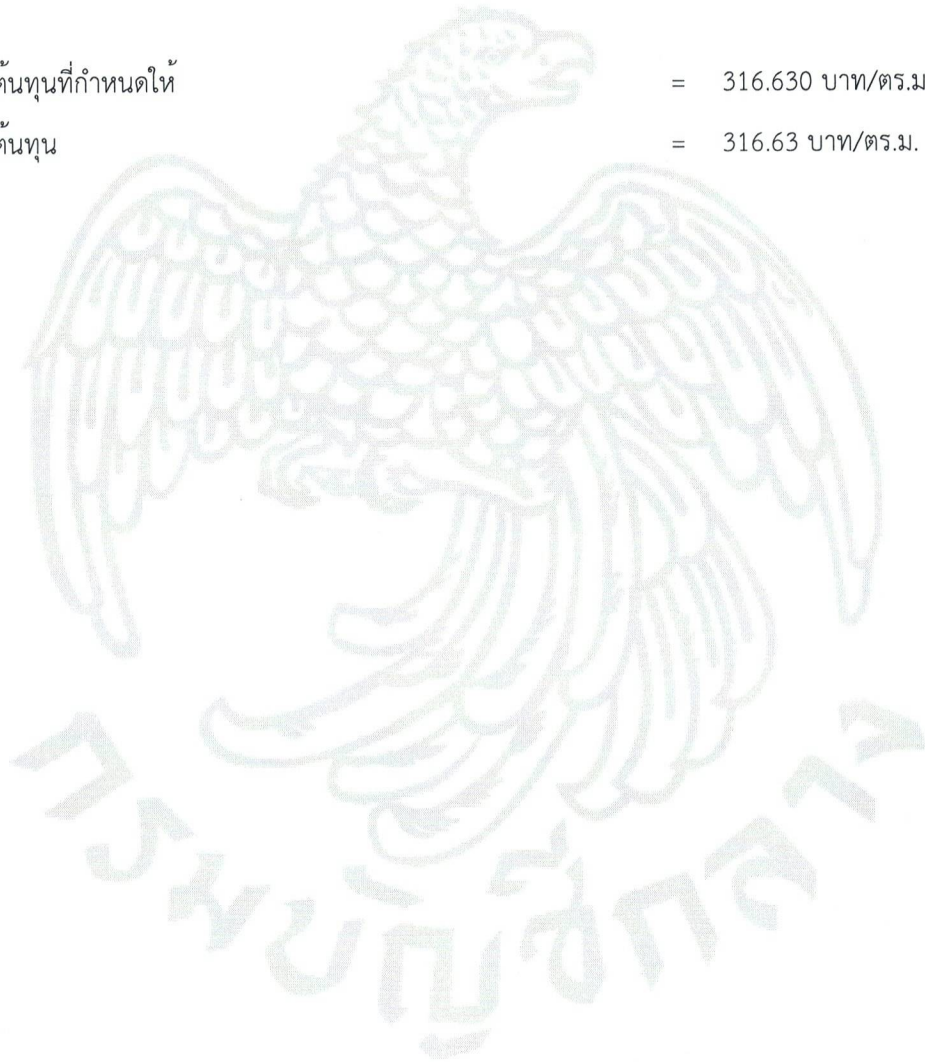 ต้นทุนที่กำหนดให้ = 316.630 บาท/ตร.ม
ต้นทุน = 316.63 บาท/ตร.ม.
กรมบัญชีกลาง